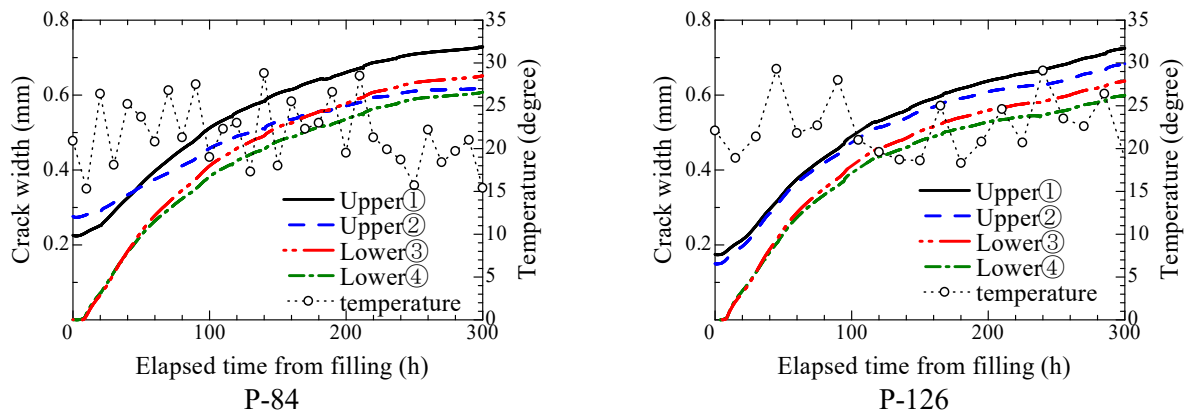 35
0.8
30
25
0.6
20
0.4
15
Upper①
Upper②
10
0.2
Lower③
Lower④
5
temperature
0
0
100
200
300
Crack width (mm)
Temperature (degree)
Elapsed time from filling (h)
P-84
35
0.8
30
25
0.6
20
0.4
15
Upper①
Upper②
10
0.2
Lower③
Lower④
5
temperature
0
0
100
200
300
Crack width (mm)
Temperature (degree)
Elapsed time from filling (h)
P-126